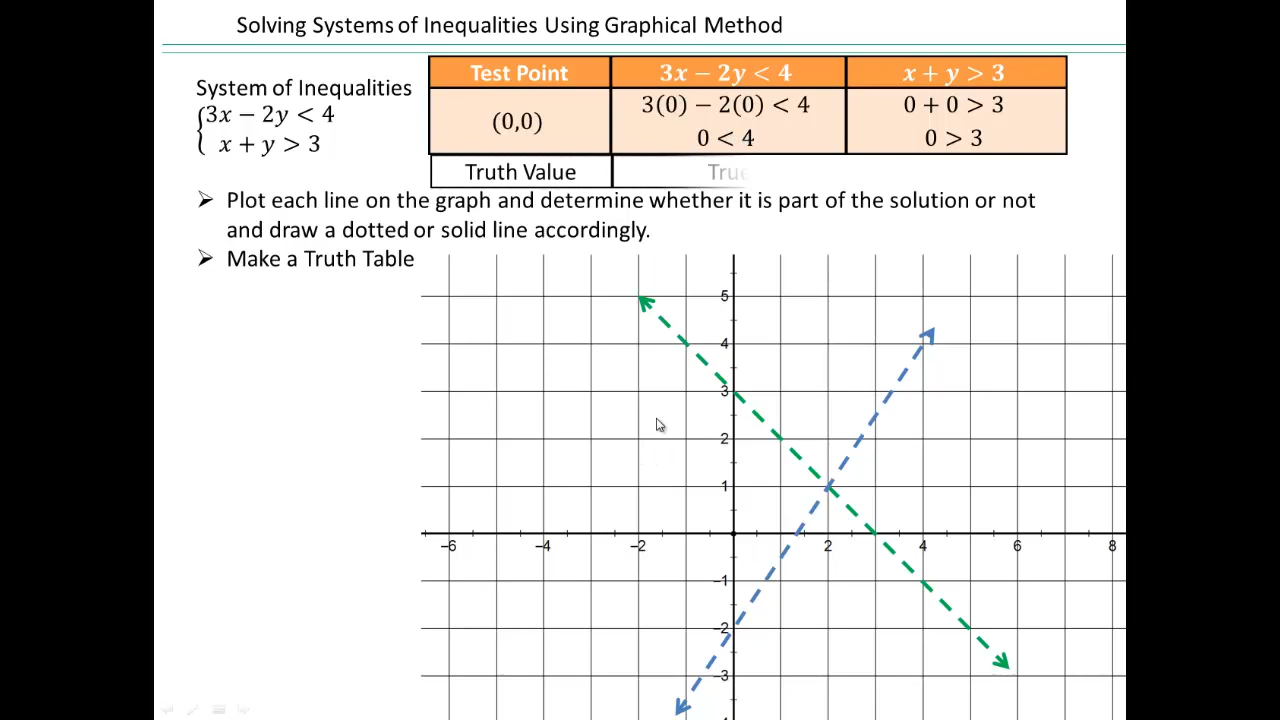 Solving Systems of Inequalities Using Graphical Method
System of Inequalities
3x − 2y < 4
x + y > 3
Test Point 3x − 2y < 4 x + y > 3
(0,0)
3(0) − 2(0) < 4
0 < 4
0 + 0 > 3
0 > 3
Truth Value True
➢ Plot each line on the graph and determine whether it is part of the solution or not
and draw a dotted or solid line accordingly.
➢ Make a Truth Table
5
4
3
2
1
−6 −4 −2 2 4 6 8
−1
−2
−3